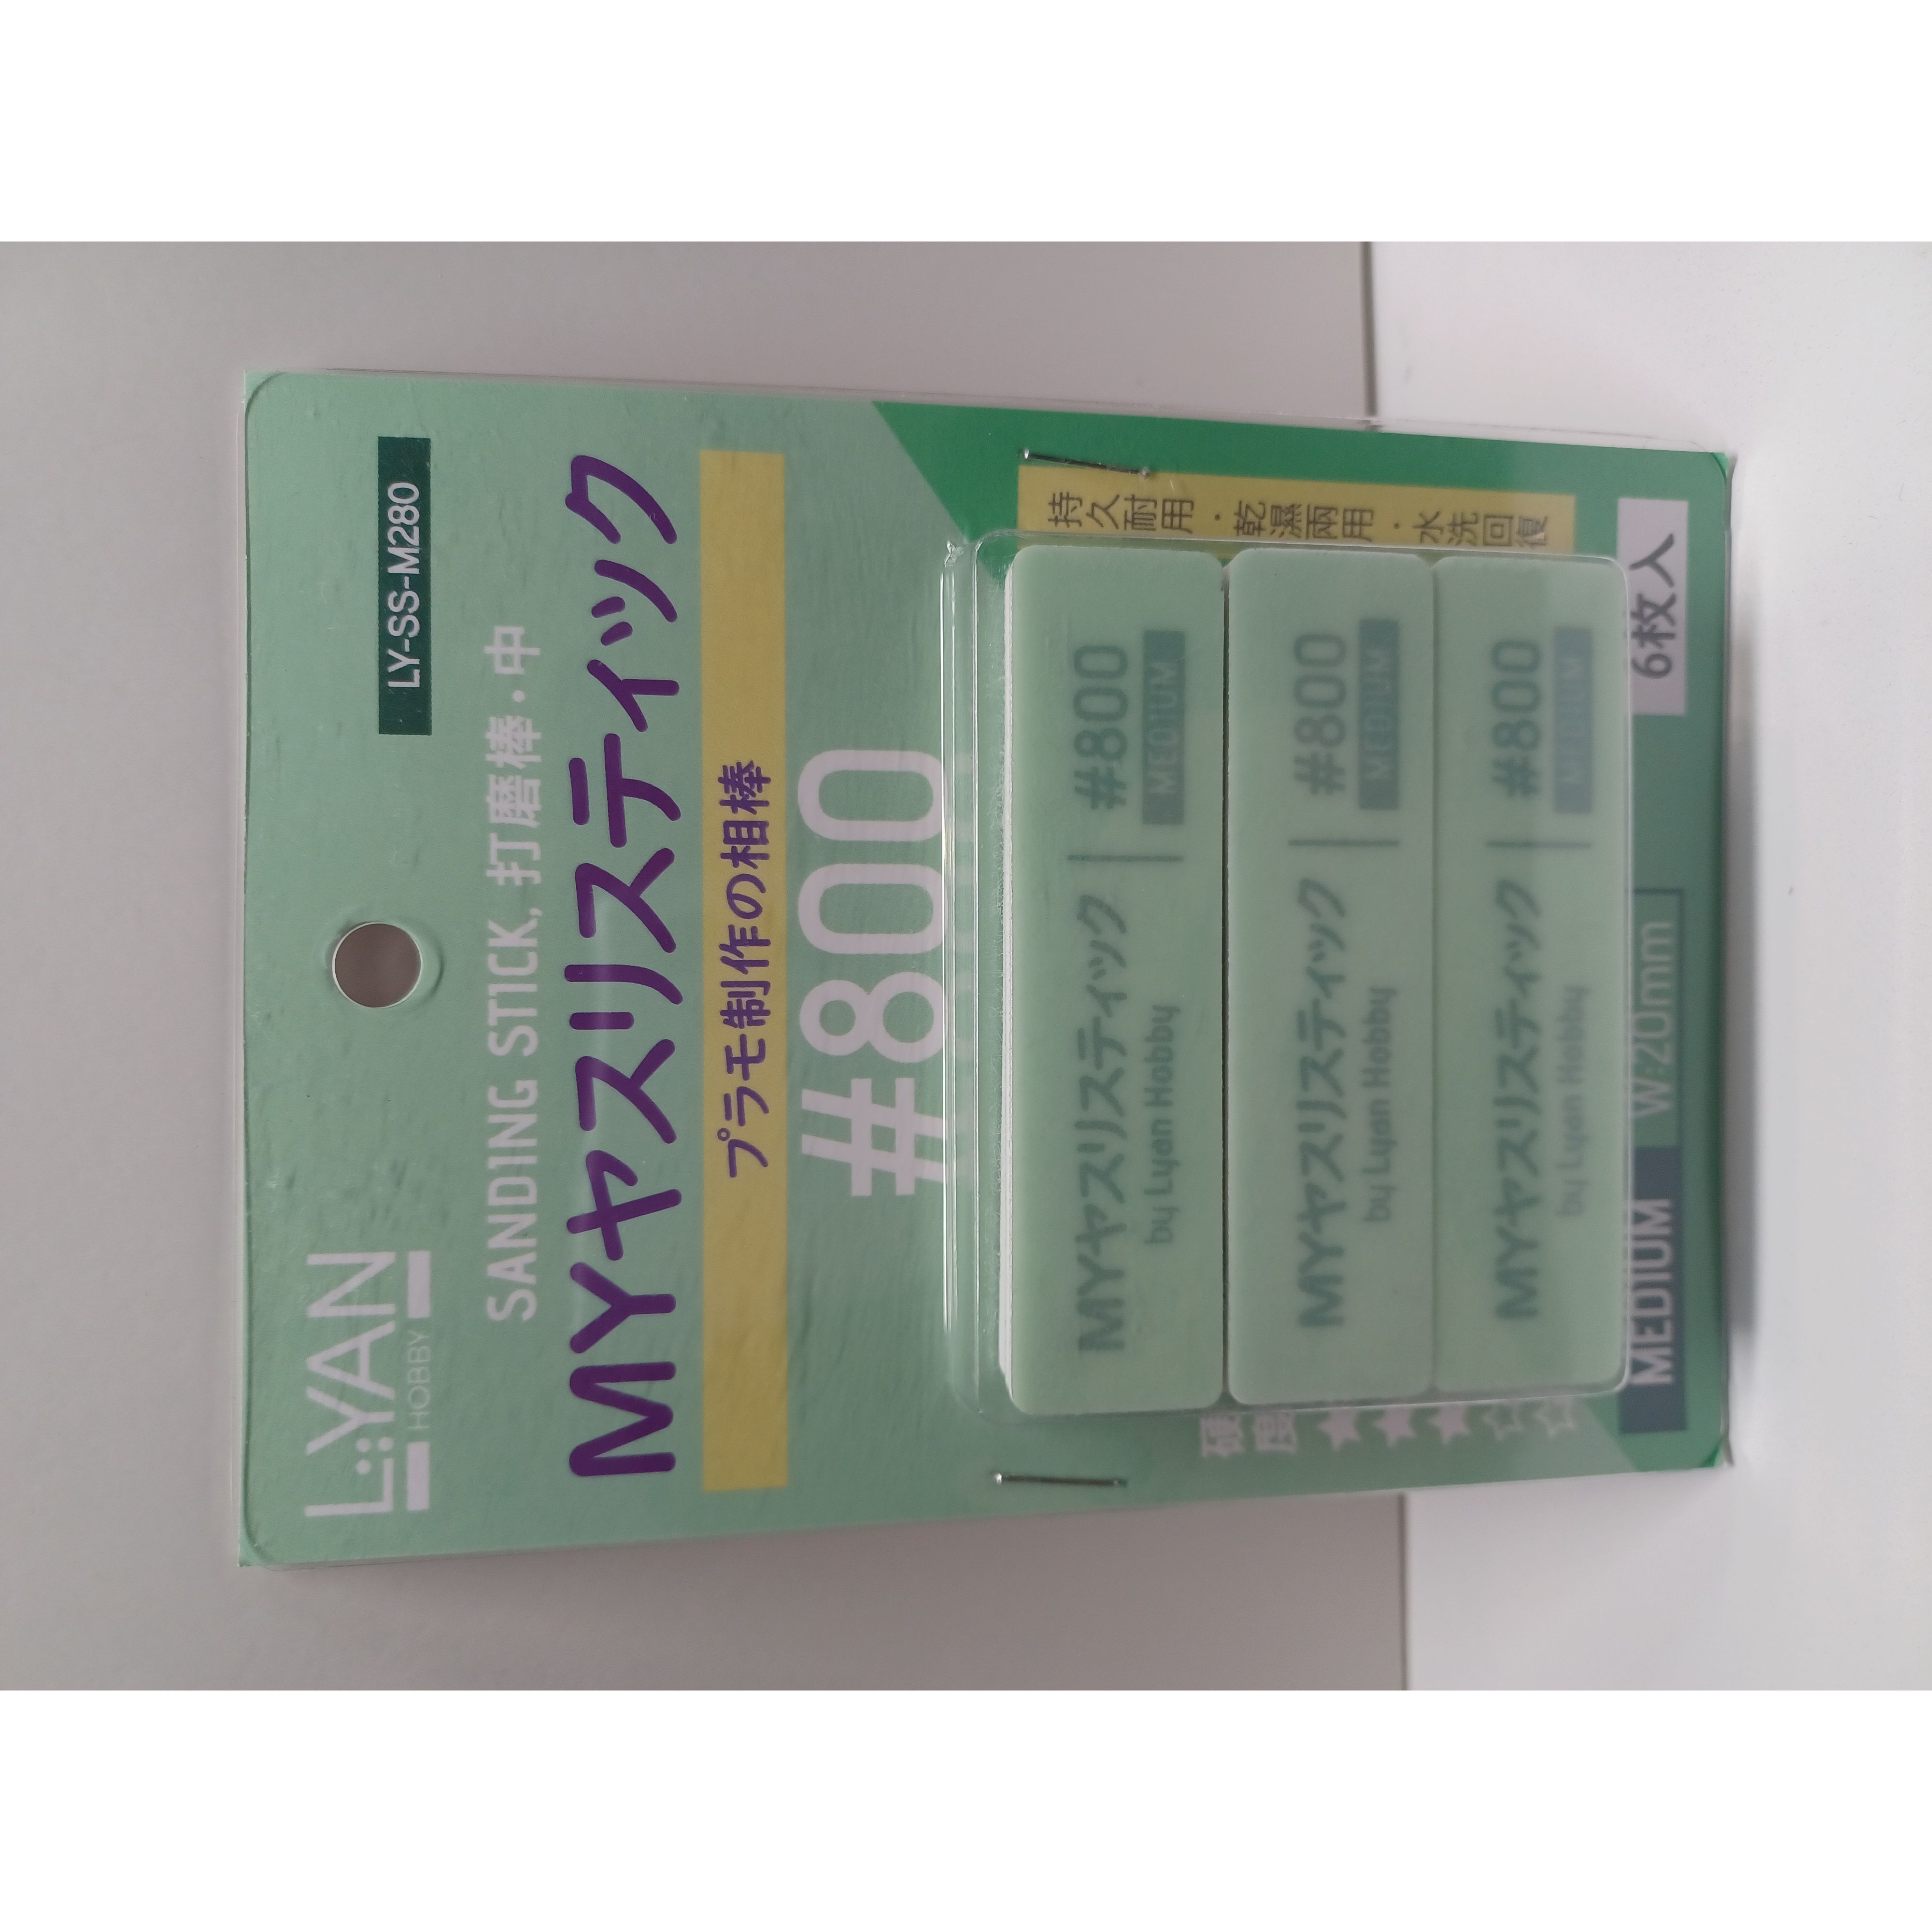 L:YAN
HOBBY
LY-SS-M280
SANDING STICK, 打磨棒・中
MYヤスリスティック
プラモ制作の相棒
#800
持久耐用・乾濕兩用・水洗回復
MYヤスリスティック
by Lyan Hobby
#800
MEDIUM
MYヤスリスティック
by Lyan Hobby
#800
MEDIUM
MYヤスリスティック
by Lyan Hobby
#800
MEDIUM
硬度 ★★★☆☆
MEDIUM
W:20mm
6枚入